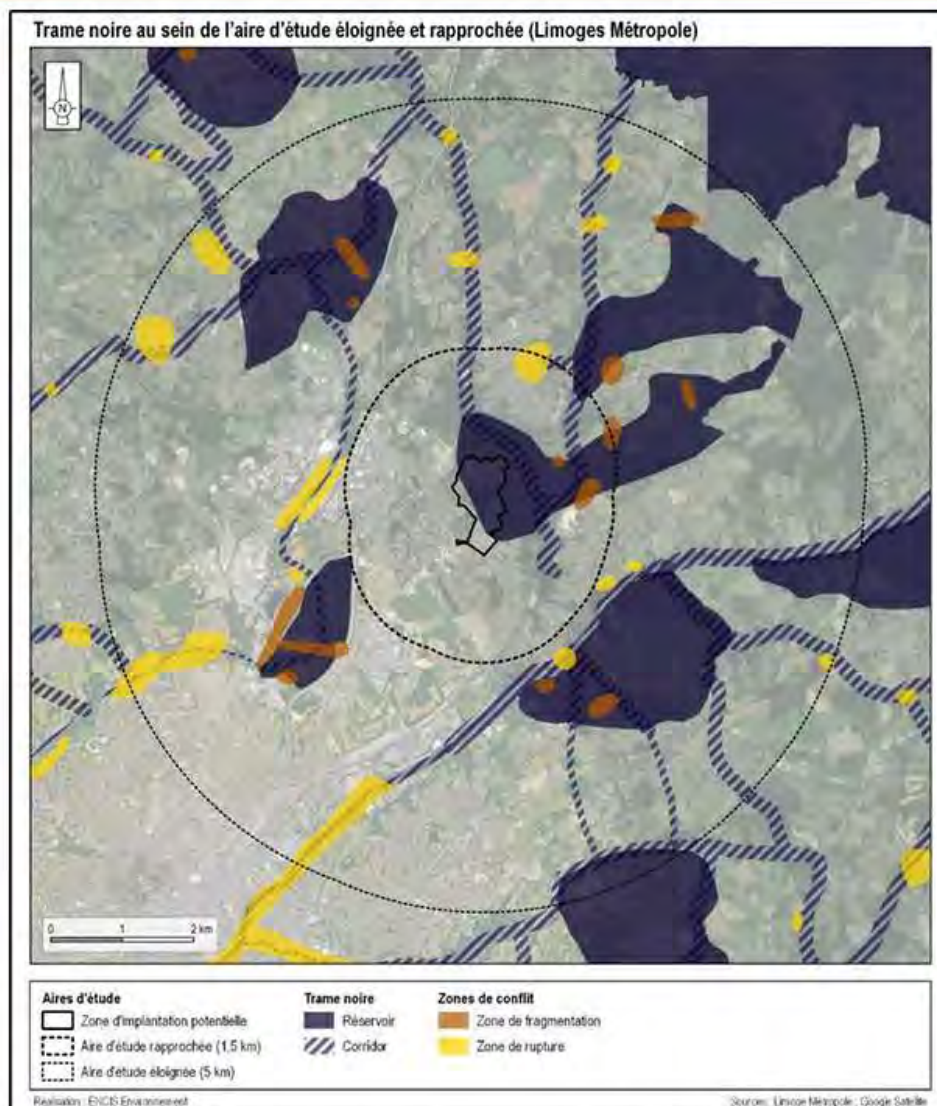 Trame noire au sein de l'aire d'étude éloignée et rapprochée (Limoges Métropole)
N
0 1 2 km
Aires d'étude
Zone d'implantation potentielle
Aire d'étude rapprochée (1,5 km)
Aire d'étude éloignée (5 km)
Trame noire
Réservoir
Corridor
Zones de conflit
Zone de fragmentation
Zone de rupture
Réalisation : ENCIS Environnement
Sources : Limoge Métropole ; Google Satellite